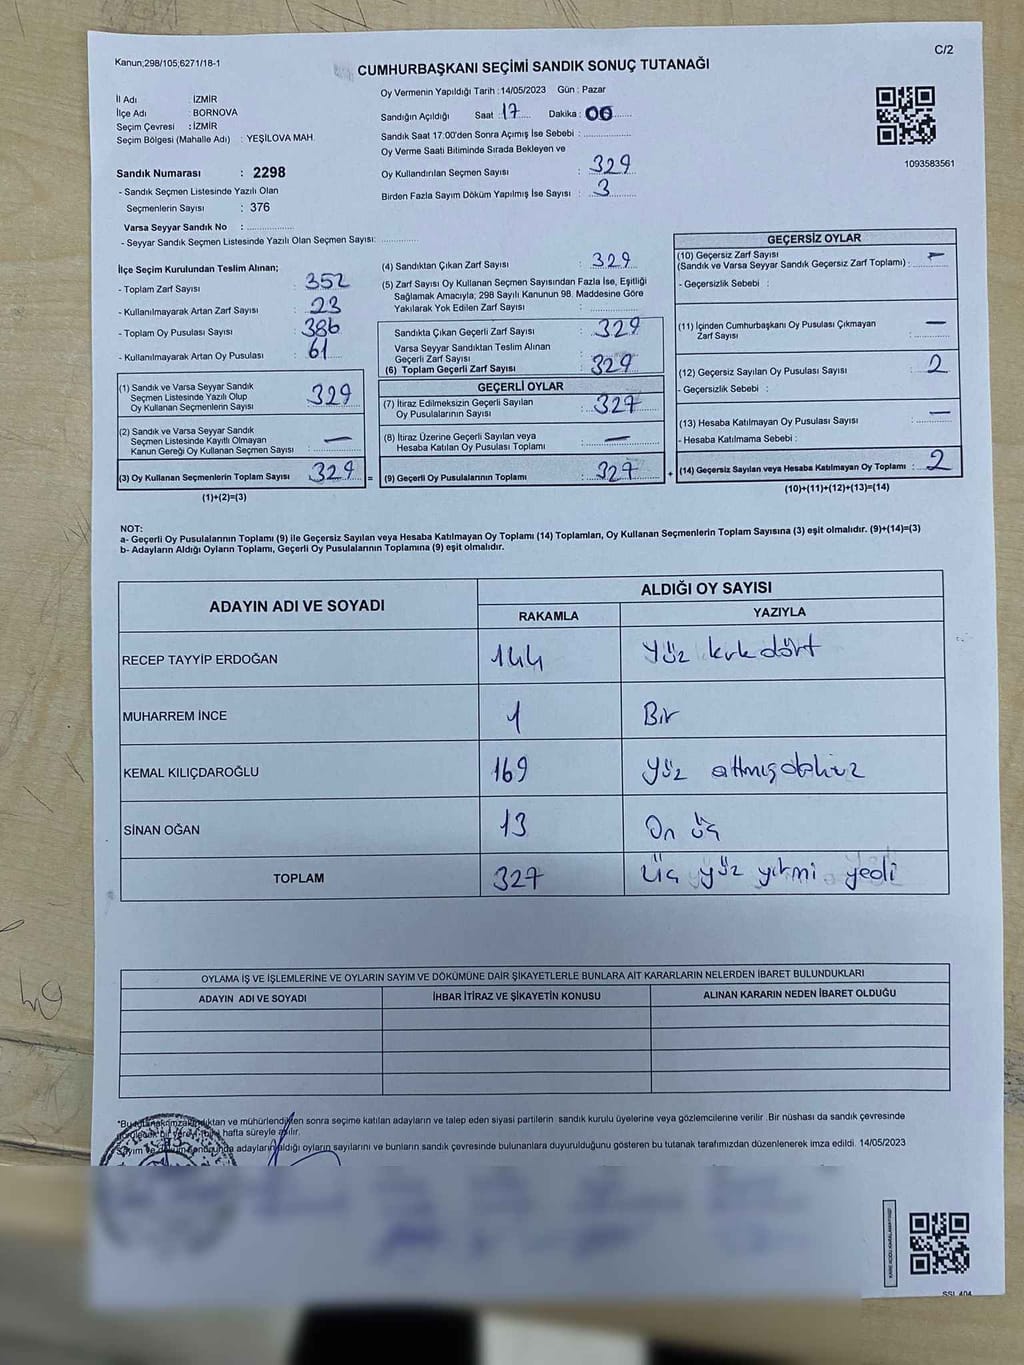 Kanun;298/105;6271/18-1
C/2
CUMHURBAŞKANI SEÇİMİ SANDIK SONUÇ TUTANAĞI
İl Adı : İZMİR
İlçe Adı : BORNOVA
Seçim Çevresi : İZMİR
Seçim Bölgesi (Mahalle Adı) : YEŞİLOVA MAH.
Oy Vermenin Yapıldığı Tarih : 14/05/2023 Gün : Pazar
Sandığın Açıldığı Saat : 17 Dakika : 00
Sandık Saat 17:00'den Sonra Açımış İse Sebebi :
Oy Verme Saati Bitiminde Sırada Bekleyen ve
Oy Kullandırılan Seçmen Sayısı : 329
Birden Fazla Sayım Döküm Yapılmış İse Sayısı : 3
1093583561
Sandık Numarası : 2298
- Sandık Seçmen Listesinde Yazılı Olan
Seçmenlerin Sayısı : 376
Varsa Seyyar Sandık No :
- Seyyar Sandık Seçmen Listesinde Yazılı Olan Seçmen Sayısı:
İlçe Seçim Kurulundan Teslim Alınan;
- Toplam Zarf Sayısı : 352
- Kullanılmayarak Artan Zarf Sayısı : 23
- Toplam Oy Pusulası Sayısı : 386
- Kullanılmayarak Artan Oy Pusulası : 61
(1) Sandık ve Varsa Seyyar Sandık
Seçmen Listesinde Yazılı Olup
Oy Kullanan Seçmenlerin Sayısı : 329
(2) Sandık ve Varsa Seyyar Sandık
Seçmen Listesinde Kayıtlı Olmayan
Kanun Gereği Oy Kullanan Seçmen Sayısı : —
(3) Oy Kullanan Seçmenlerin Toplam Sayısı : 329 =
(1)+(2)=(3)
(4) Sandıktan Çıkan Zarf Sayısı : 329
(5) Zarf Sayısı Oy Kullanan Seçmen Sayısından Fazla İse, Eşitliği
Sağlamak Amacıyla; 298 Sayılı Kanunun 98. Maddesine Göre
Yakılarak Yok Edilen Zarf Sayısı :
Sandıkta Çıkan Geçerli Zarf Sayısı : 329
Varsa Seyyar Sandıktan Teslim Alınan
Geçerli Zarf Sayısı :
(6) Toplam Geçerli Zarf Sayısı : 329
GEÇERLİ OYLAR
(7) İtiraz Edilmeksizin Geçerli Sayılan
Oy Pusulalarının Sayısı : 327
(8) İtiraz Üzerine Geçerli Sayılan veya
Hesaba Katılan Oy Pusulası Toplamı : —
(9) Geçerli Oy Pusulalarının Toplamı : 327 +
GEÇERSİZ OYLAR
(10) Geçersiz Zarf Sayısı
(Sandık ve Varsa Seyyar Sandık Geçersiz Zarf Toplamı) : —
- Geçersizlik Sebebi :
(11) İçinden Cumhurbaşkanı Oy Pusulası Çıkmayan
Zarf Sayısı : —
(12) Geçersiz Sayılan Oy Pusulası Sayısı : 2
- Geçersizlik Sebebi :
(13) Hesaba Katılmayan Oy Pusulası Sayısı : —
- Hesaba Katılmama Sebebi :
(14) Geçersiz Sayılan veya Hesaba Katılmayan Oy Toplamı : 2
(10)+(11)+(12)+(13)=(14)
NOT:
a- Geçerli Oy Pusulalarının Toplamı (9) ile Geçersiz Sayılan veya Hesaba Katılmayan Oy Toplamı (14) Toplamları, Oy Kullanan Seçmenlerin Toplam Sayısına (3) eşit olmalıdır. (9)+(14)=(3)
b- Adayların Aldığı Oyların Toplamı, Geçerli Oy Pusulalarının Toplamına (9) eşit olmalıdır.
ADAYIN ADI VE SOYADI
ALDIĞI OY SAYISI
RAKAMLA YAZIYLA
RECEP TAYYİP ERDOĞAN 144 Yüz kırk dört
MUHARREM İNCE 1 Bir
KEMAL KILIÇDAROĞLU 169 Yüz altmış dokuz
SİNAN OĞAN 13 On üç
TOPLAM 327 Üç yüz yirmi yedi
OYLAMA İŞ VE İŞLEMLERİNE VE OYLARIN SAYIM VE DÖKÜMÜNE DAİR ŞİKAYETLERLE BUNLARA AİT KARARLARIN NELERDEN İBARET BULUNDUKLARI
ADAYIN ADI VE SOYADI İHBAR İTİRAZ VE ŞİKAYETİN KONUSU ALINAN KARARIN NEDEN İBARET OLDUĞU
ve mühürlendikten sonra seçime katılan adayların ve talep eden siyasi partilerin sandık kurulu üyelerine veya gözlemcilerine verilir .Bir nüshası da sandık çevresinde
hafta süreyle asılır.
adayların aldığı oyların sayılarını ve bunların sandık çevresinde bulunanlara duyurulduğunu gösteren bu tutanak tarafımızdan düzenlenerek imza edildi. 14/05/2023
64